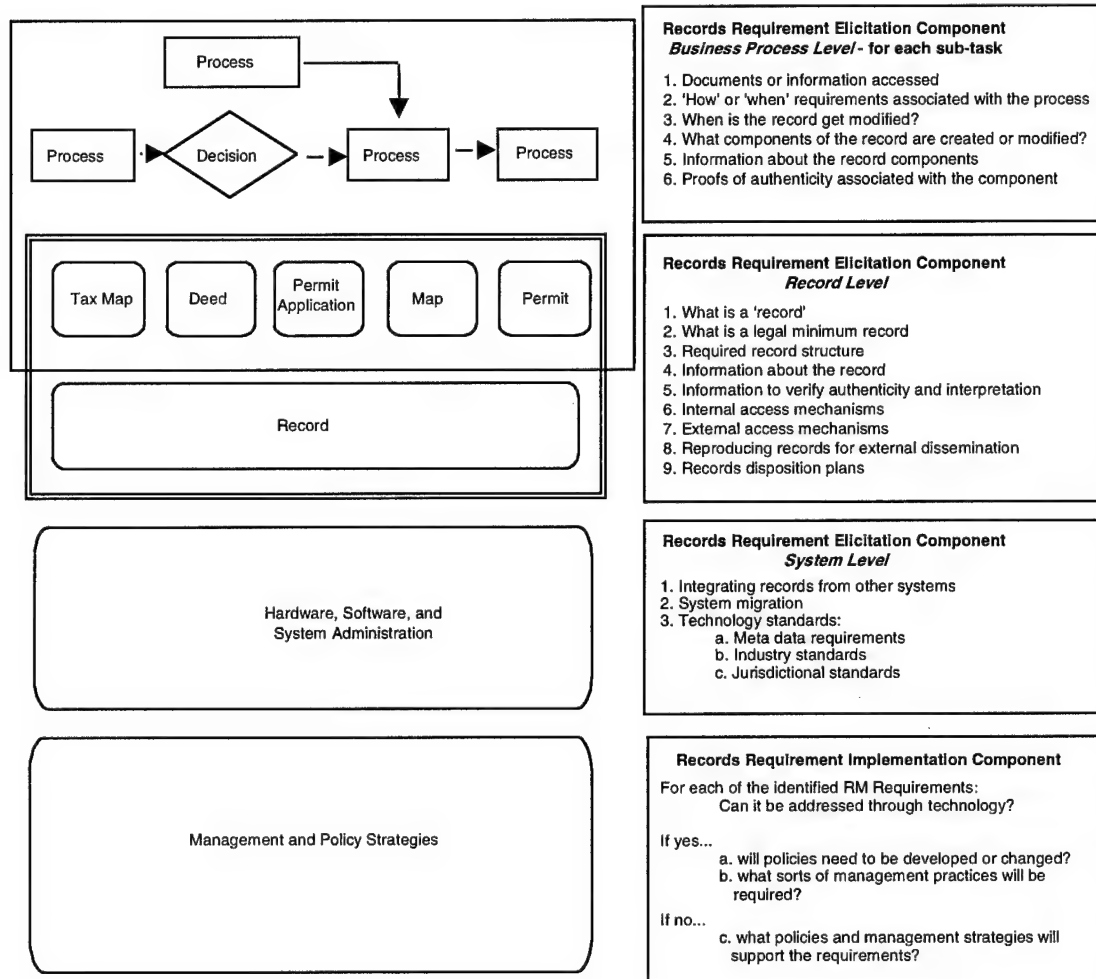 Process
Process
Decision
Process
Process
Tax Map
Deed
Permit
Application
Map
Permit
Record
Hardware, Software, and
System Administration
Management and Policy Strategies
Records Requirement Elicitation Component
Business Process Level - for each sub-task
1. Documents or information accessed
2. 'How' or 'when' requirements associated with the process
3. When is the record get modified?
4. What components of the record are created or modified?
5. Information about the record components
6. Proofs of authenticity associated with the component
Records Requirement Elicitation Component
Record Level
1. What is a 'record'
2. What is a legal minimum record
3. Required record structure
4. Information about the record
5. Information to verify authenticity and interpretation
6. Internal access mechanisms
7. External access mechanisms
8. Reproducing records for external dissemination
9. Records disposition plans
Records Requirement Elicitation Component
System Level
1. Integrating records from other systems
2. System migration
3. Technology standards:
a. Meta data requirements
b. Industry standards
c. Jurisdictional standards
Records Requirement Implementation Component
For each of the identified RM Requirements:
Can it be addressed through technology?
If yes...
a. will policies need to be developed or changed?
b. what sorts of management practices will be
required?
If no...
c. what policies and management strategies will
support the requirements?